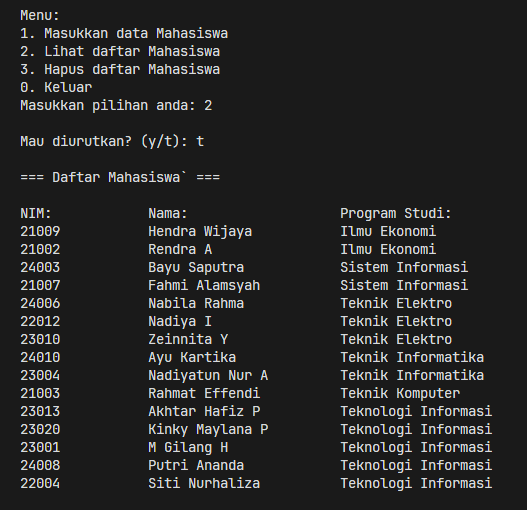 Menu:
1. Masukkan data Mahasiswa
2. Lihat daftar Mahasiswa
3. Hapus daftar Mahasiswa
0. Keluar
Masukkan pilihan anda: 2
Mau diurutkan? (y/t): t
=== Daftar Mahasiswa` ===
NIM: Nama: Program Studi:
21009 Hendra Wijaya Ilmu Ekonomi
21002 Rendra A Ilmu Ekonomi
24003 Bayu Saputra Sistem Informasi
21007 Fahmi Alamsyah Sistem Informasi
24006 Nabila Rahma Teknik Elektro
22012 Nadiya I Teknik Elektro
23010 Zeinnita Y Teknik Elektro
24010 Ayu Kartika Teknik Informatika
23004 Nadiyatun Nur A Teknik Informatika
21003 Rahmat Effendi Teknik Komputer
23013 Akhtar Hafiz P Teknologi Informasi
23020 Kinky Maylana P Teknologi Informasi
23001 M Gilang H Teknologi Informasi
24008 Putri Ananda Teknologi Informasi
22004 Siti Nurhaliza Teknologi Informasi